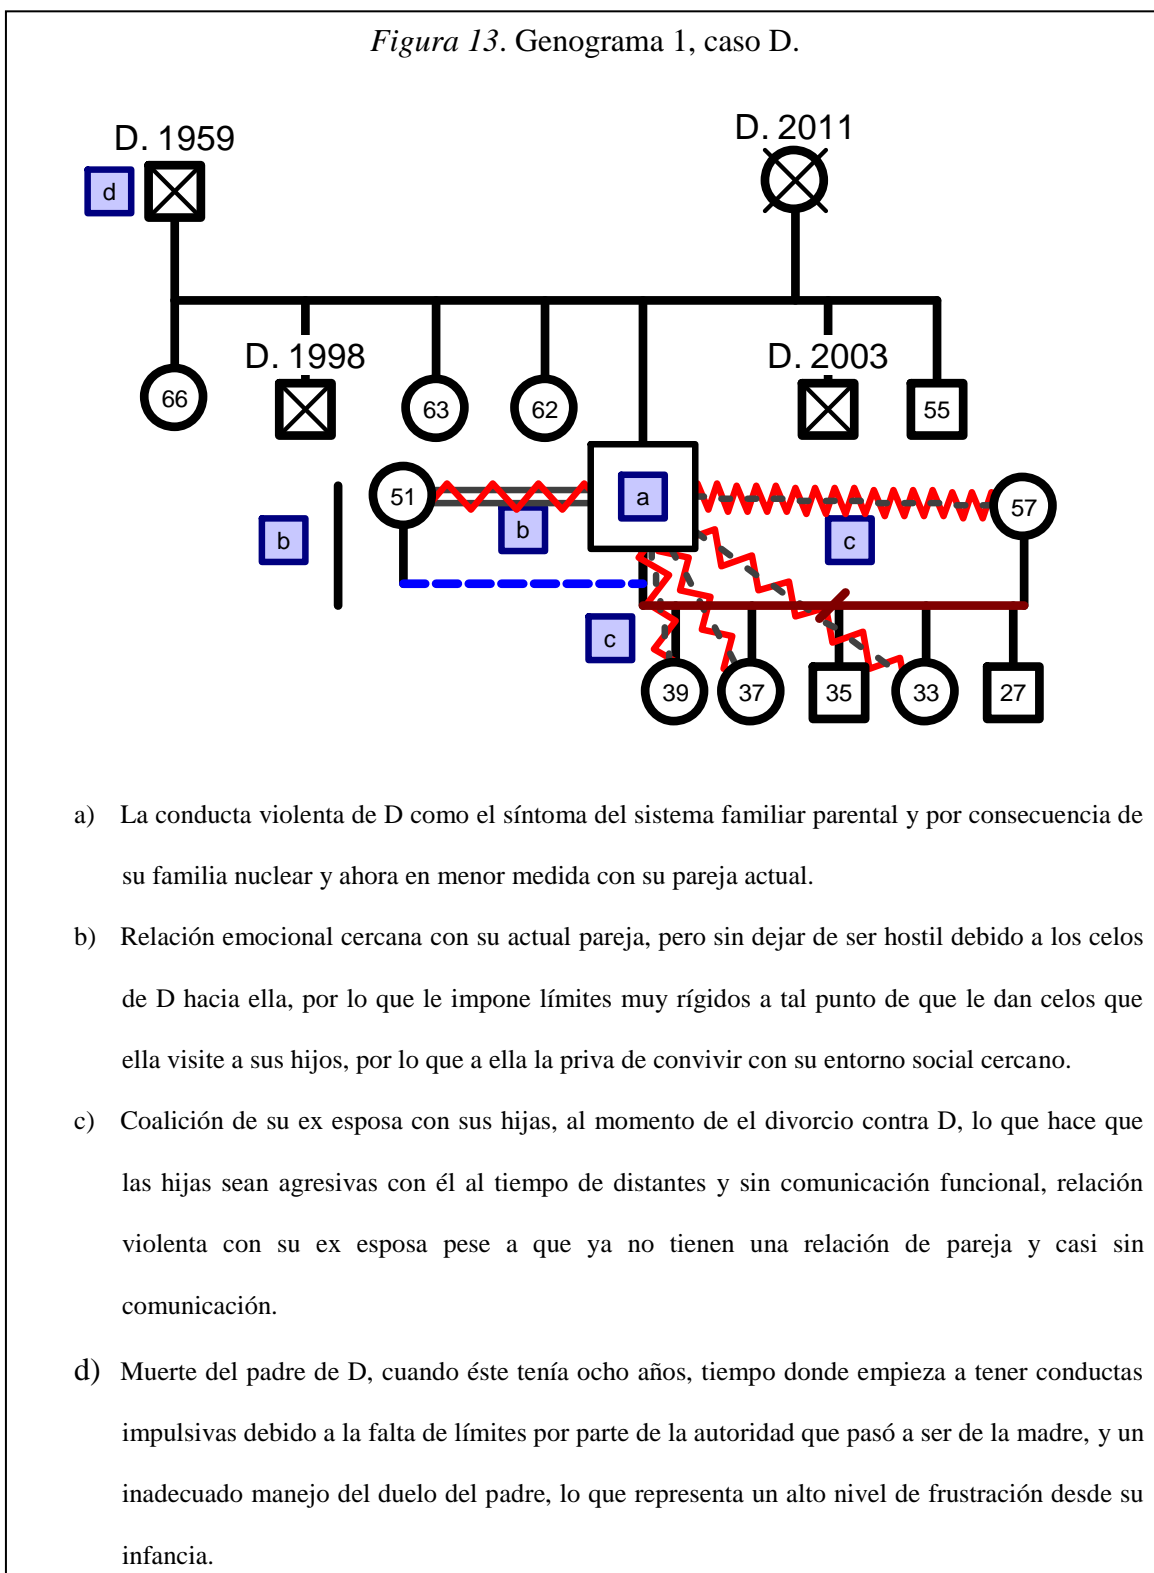 Figura 13. Genograma 1, caso D.
D. 1959
D. 2011
d
D. 1998
D. 2003
66
63
62
55
51
a
57
b
b
c
c
39
37
35
33
27
a) La conducta violenta de D como el síntoma del sistema familiar parental y por consecuencia de
su familia nuclear y ahora en menor medida con su pareja actual.
b) Relación emocional cercana con su actual pareja, pero sin dejar de ser hostil debido a los celos
de D hacia ella, por lo que le impone límites muy rígidos a tal punto de que le dan celos que
ella visite a sus hijos, por lo que a ella la priva de convivir con su entorno social cercano.
c) Coalición de su ex esposa con sus hijas, al momento de el divorcio contra D, lo que hace que
las hijas sean agresivas con él al tiempo de distantes y sin comunicación funcional, relación
violenta con su ex esposa pese a que ya no tienen una relación de pareja y casi sin
comunicación.
d) Muerte del padre de D, cuando éste tenía ocho años, tiempo donde empieza a tener conductas
impulsivas debido a la falta de límites por parte de la autoridad que pasó a ser de la madre, y un
inadecuado manejo del duelo del padre, lo que representa un alto nivel de frustración desde su
infancia.